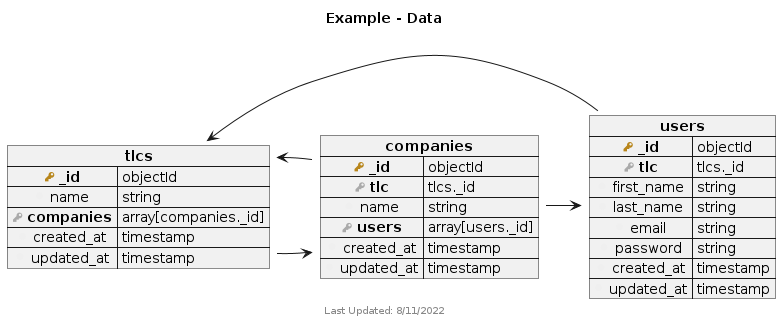 Example - Data
tlcs
_id objectId
name string
companies array[companies._id]
created_at timestamp
updated_at timestamp
companies
_id objectId
tlc tlcs._id
name string
users array[users._id]
created_at timestamp
updated_at timestamp
users
_id objectId
tlc tlcs._id
first_name string
last_name string
email string
password string
created_at timestamp
updated_at timestamp
Last Updated: 8/11/2022